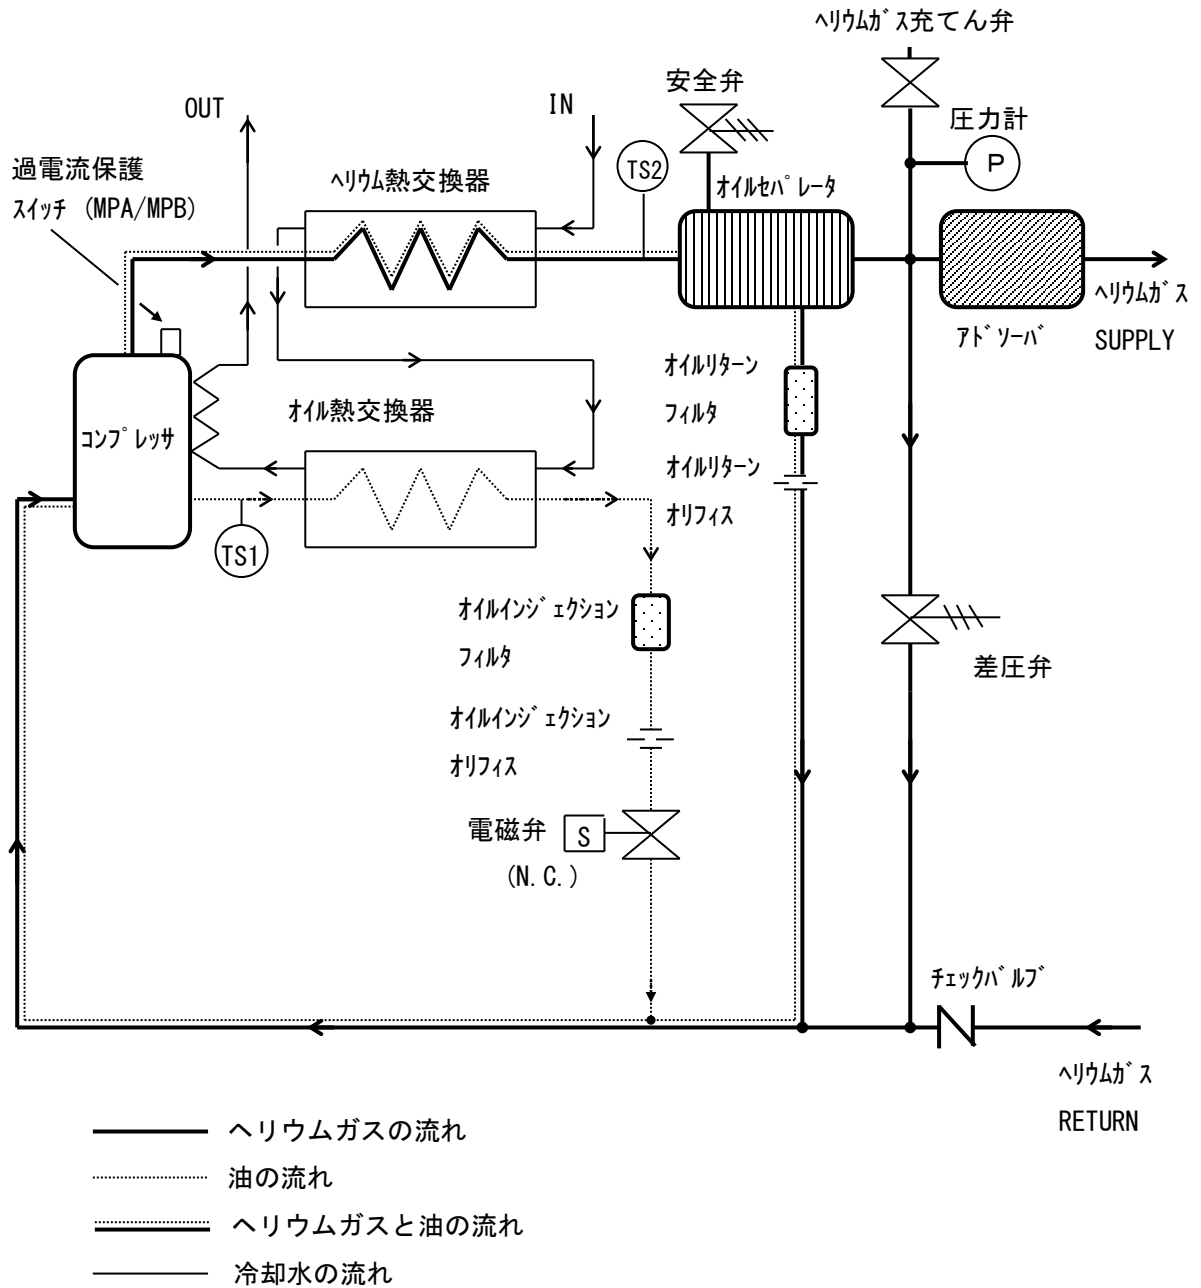 ﾍﾘｳﾑｶﾞｽ充てん弁
安全弁
OUT
IN
圧力計
過電流保護
ｽｲｯﾁ (MPA/MPB)
ﾍﾘｳﾑ熱交換器
TS2
ｵｲﾙｾﾊﾟﾚｰﾀ
P
ﾍﾘｳﾑｶﾞｽ
SUPPLY
ｱﾄﾞｿｰﾊﾞ
ｵｲﾙﾘﾀｰﾝ
ﾌｨﾙﾀ
ｵｲﾙ熱交換器
ｺﾝﾌﾟﾚｯｻ
ｵｲﾙﾘﾀｰﾝ
ｵﾘﾌｨｽ
TS1
ｵｲﾙｲﾝｼﾞｪｸｼｮﾝ
ﾌｨﾙﾀ
差圧弁
ｵｲﾙｲﾝｼﾞｪｸｼｮﾝ
ｵﾘﾌｨｽ
電磁弁
S
(N.C.)
ﾁｪｯｸﾊﾞﾙﾌﾞ
ﾍﾘｳﾑｶﾞｽ
RETURN
ヘリウムガスの流れ
油の流れ
ヘリウムガスと油の流れ
冷却水の流れ